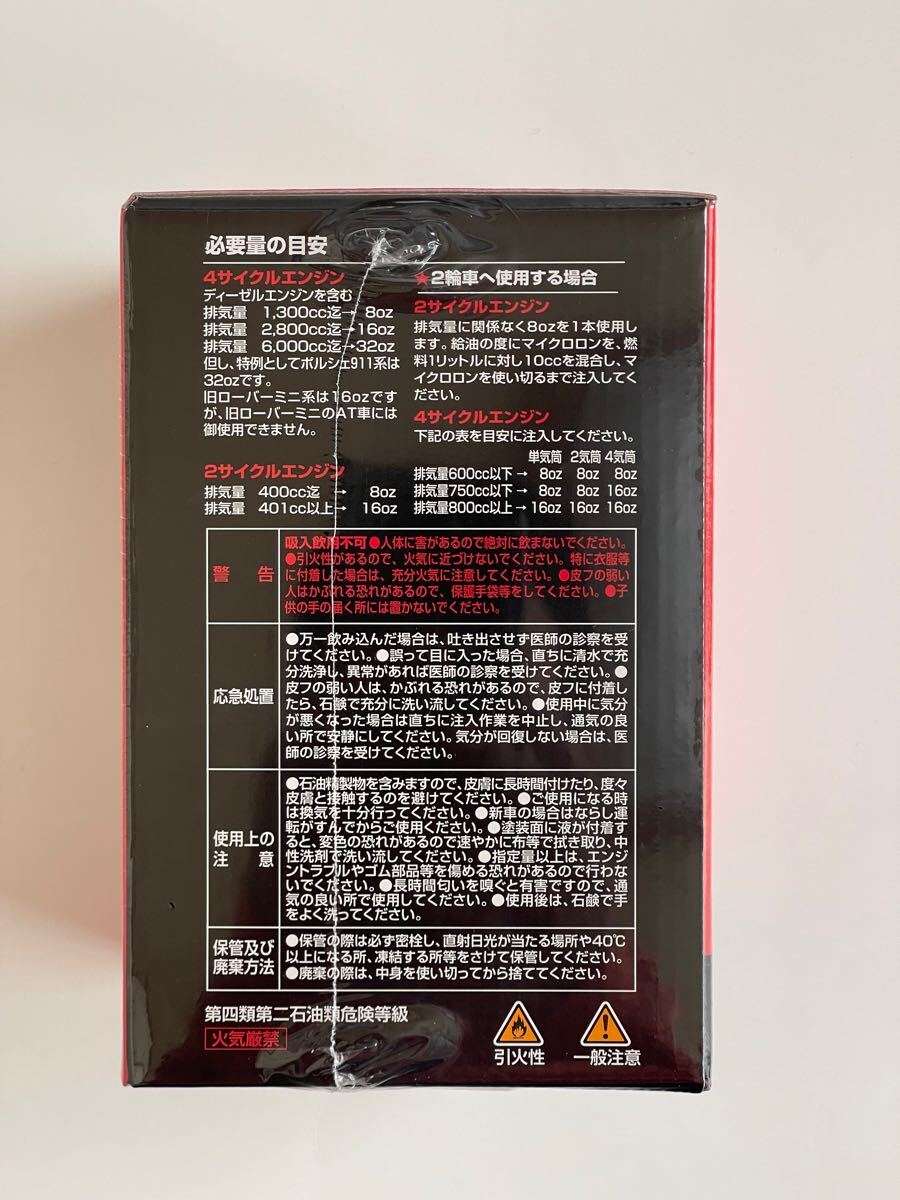 必要量の目安
4サイクルエンジン
ディーゼルエンジンを含む
排気量 1,300cc迄→ 8oz
排気量 2,800cc迄→16oz
排気量 6,000cc迄→32oz
但し、特例としてポルシェ911系は
32ozです。
旧ローバーミニ系は16ozです
が、旧ローバーミニのAT車には
御使用できません。
2サイクルエンジン
排気量 400cc迄 → 8oz
排気量 401cc以上→ 16oz
★2輪車へ使用する場合
2サイクルエンジン
排気量に関係なく8ozを1本使用し
ます。給油の度にマイクロロンを、燃
料1リットルに対し10ccを混合し、マ
イクロロンを使い切るまで注入してく
ださい。
4サイクルエンジン
下記の表を目安に注入してください。
単気筒 2気筒 4気筒
排気量600cc以下→ 8oz 8oz 8oz
排気量750cc以下→ 8oz 8oz 16oz
排気量800cc以上→ 16oz 16oz 16oz
警告
吸入飲用不可●人体に害があるので絶対に飲まないでください。
●引火性があるので、火気に近づけないでください。特に衣服等
に付着した場合は、充分火気に注意してください。●皮フの弱い
人はかぶれる恐れがあるので、保護手袋等をしてください。●子
供の手の届く所には置かないでください。
応急処置
●万一飲み込んだ場合は、吐き出させず医師の診察を受
けてください。●誤って目に入った場合、直ちに清水で充
分洗浄し、異常があれば医師の診察を受けてください。●
皮フの弱い人は、かぶれる恐れがあるので、皮フに付着し
たら、石鹸で充分に洗い流してください。●使用中に気分
が悪くなった場合は直ちに注入作業を中止し、通気の良
い所で安静にしてください。気分が回復しない場合は、医
師の診察を受けてください。
使用上の
注意
●石油精製物を含みますので、皮膚に長時間付けたり、度々
皮膚と接触するのを避けてください。●ご使用になる時
は換気を十分行ってください。●新車の場合はならし運
転がすんでからご使用ください。●塗装面に液が付着す
ると、変色の恐れがあるので速やかに布等で拭き取り、中
性洗剤で洗い流してください。●指定量以上は、エンジ
ントラブルやゴム部品等を傷める恐れがあるので行わな
いでください。●長時間匂いを嗅ぐと有害ですので、通
気の良い所で使用してください。●使用後は、石鹸で手
をよく洗ってください。
保管及び
廃棄方法
●保管の際は必ず密栓し、直射日光が当たる場所や40℃
以上になる所、凍結する所等をさけて保管してください。
●廃棄の際は、中身を使い切ってから捨ててください。
第四類第二石油類危険等級
火気厳禁
引火性
一般注意